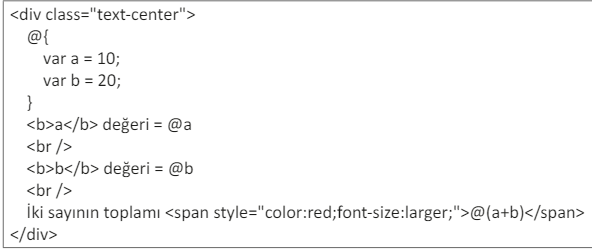 <div class="text-center">
@{
var a = 10;
var b = 20;
}
<b>a</b> değeri = @a
<br />
<b>b</b> değeri = @b
<br />
İki sayının toplamı <span style="color:red;font-size:larger;">@(a+b)</span>
</div>